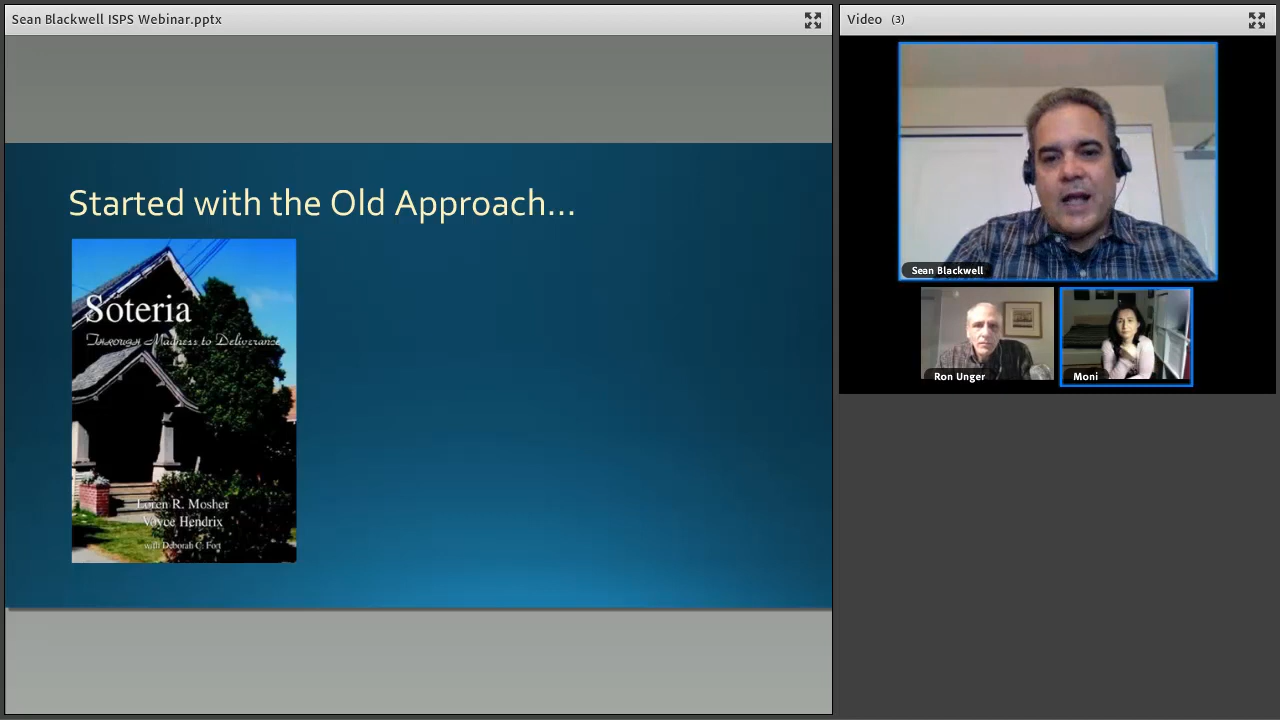 Sean Blackwell ISPS Webinar.pptx
Started with the Old Approach...
Soteria
Through Madness to Deliverance
Loren R. Mosher
Voyce Hendrix
with Deborah C. Fort
Video (3)
Sean Blackwell
Ron Unger
Moni